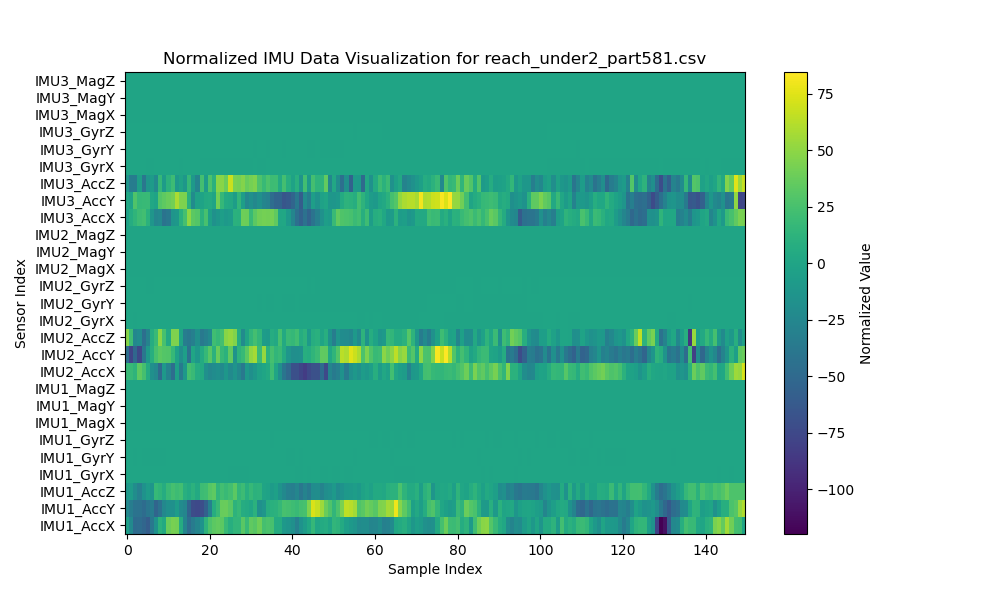 Normalized IMU Data Visualization for reach_under2_part581.csv
IMU3_MagZ
IMU3_MagY
IMU3_MagX
IMU3_GyrZ
IMU3_GyrY
IMU3_GyrX
IMU3_AccZ
IMU3_AccY
IMU3_AccX
IMU2_MagZ
IMU2_MagY
IMU2_MagX
IMU2_GyrZ
IMU2_GyrY
IMU2_GyrX
IMU2_AccZ
IMU2_AccY
IMU2_AccX
IMU1_MagZ
IMU1_MagY
IMU1_MagX
IMU1_GyrZ
IMU1_GyrY
IMU1_GyrX
IMU1_AccZ
IMU1_AccY
IMU1_AccX
Sensor Index
0 20 40 60 80 100 120 140
Sample Index
75
50
25
0
−25
−50
−75
−100
Normalized Value